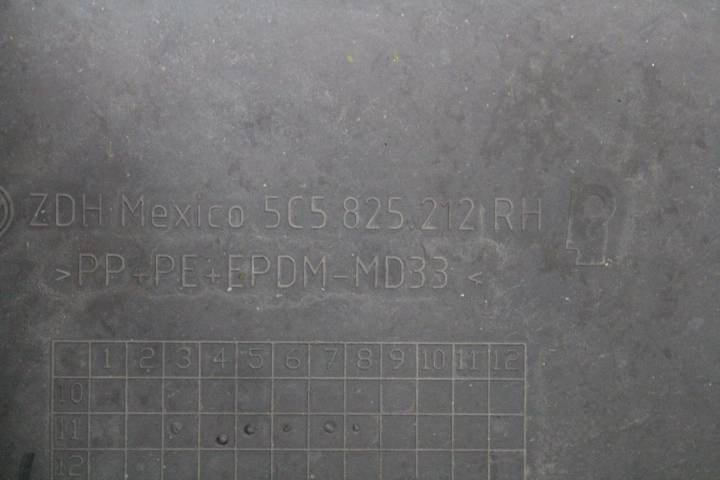 ZDH Mexico 5C5.825.212 RH
>PP+PE+EPDM-MD33<
1 2 3 4 5 6 7 8 9 10 11 12
10
11
12